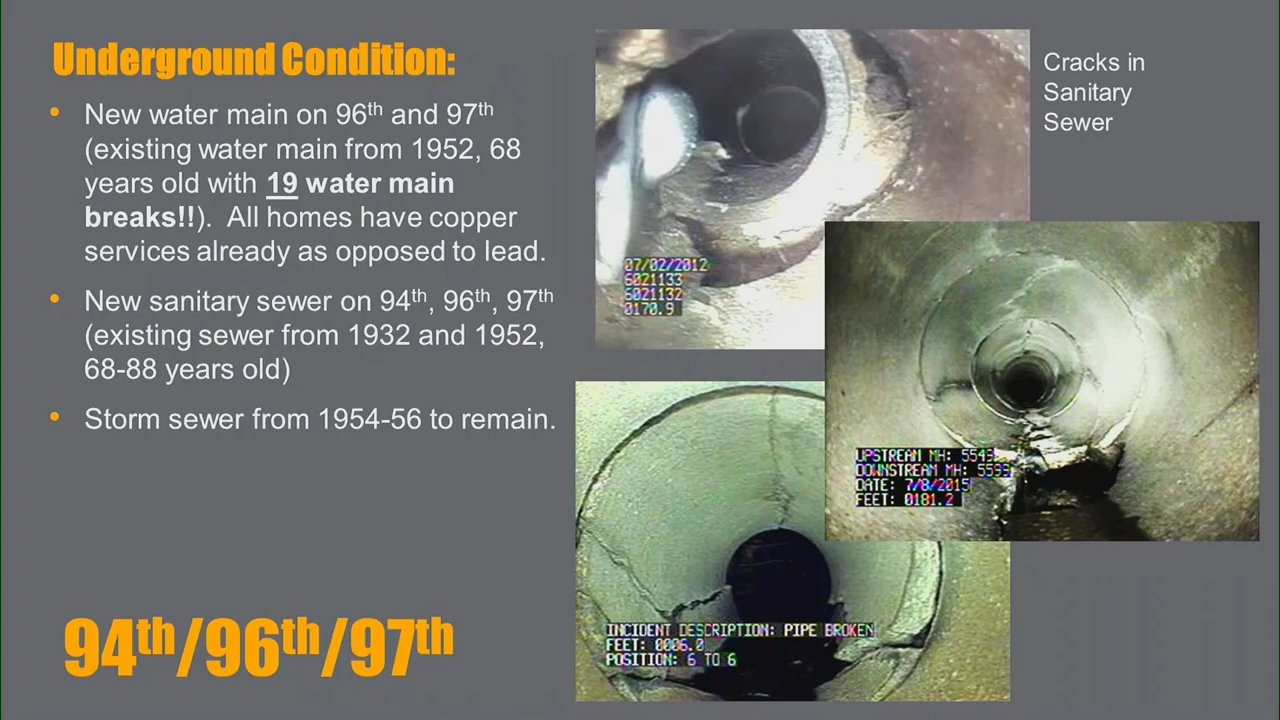 Underground Condition:
• New water main on 96th and 97th
(existing water main from 1952, 68
years old with 19 water main
breaks!!). All homes have copper
services already as opposed to lead.
• New sanitary sewer on 94th, 96th, 97th
(existing sewer from 1932 and 1952,
68-88 years old)
• Storm sewer from 1954-56 to remain.
94th/96th/97th
Cracks in
Sanitary
Sewer
07/02/2012
6021133
6021132
0170.9
UPSTREAM MH: 5543
DOWNSTREAM MH: 5593
DATE: 7/8/2015
FEET: 0181.2
INCIDENT DESCRIPTION: PIPE BROKEN
FEET: 0006.0
POSITION: 6 TO 6